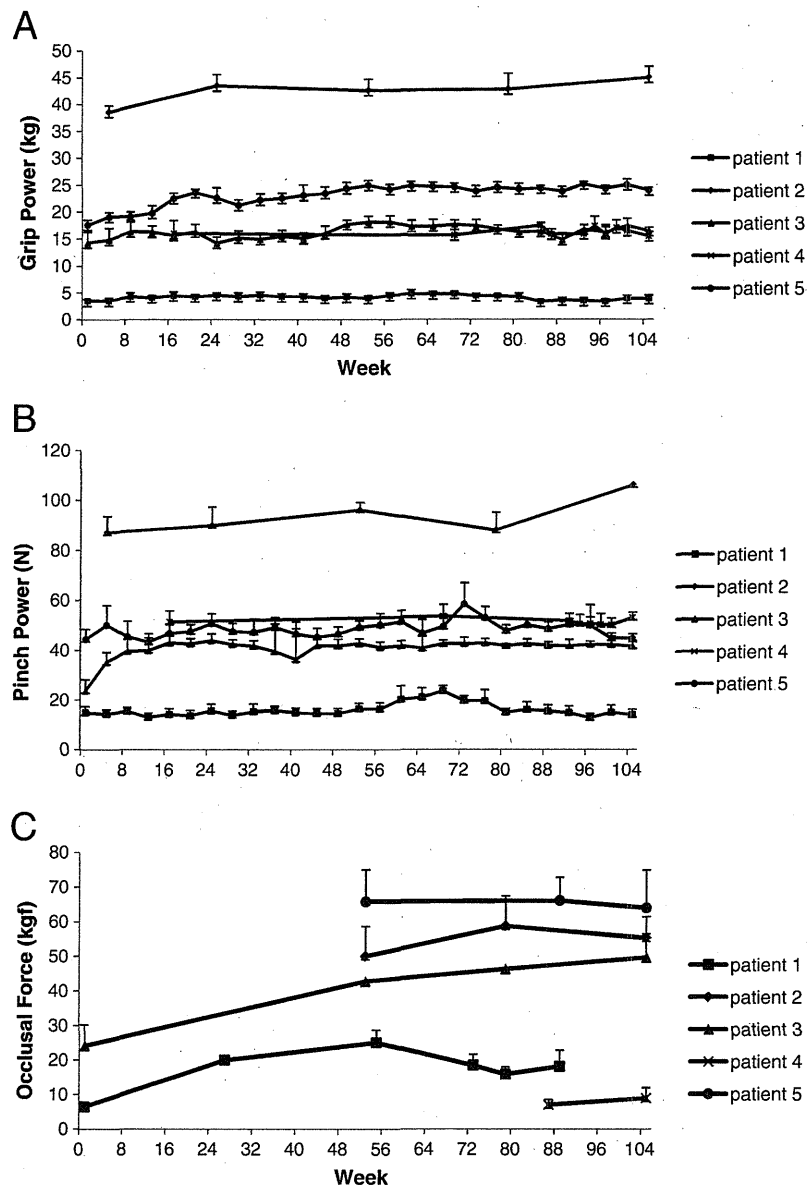 A
50
45
40
35
30
25
20
15
10
5
0
Grip Power (kg)
0 8 16 24 32 40 48 56 64 72 80 88 96 104
Week
patient 1
patient 2
patient 3
patient 4
patient 5
B
120
100
80
60
40
20
0
Pinch Power (N)
0 8 16 24 32 40 48 56 64 72 80 88 96 104
patient 1
patient 2
patient 3
patient 4
patient 5
C
80
70
60
50
40
30
20
10
0
Occlusal Force (kgf)
0 8 16 24 32 40 48 56 64 72 80 88 96 104
Week
patient 1
patient 2
patient 3
patient 4
patient 5